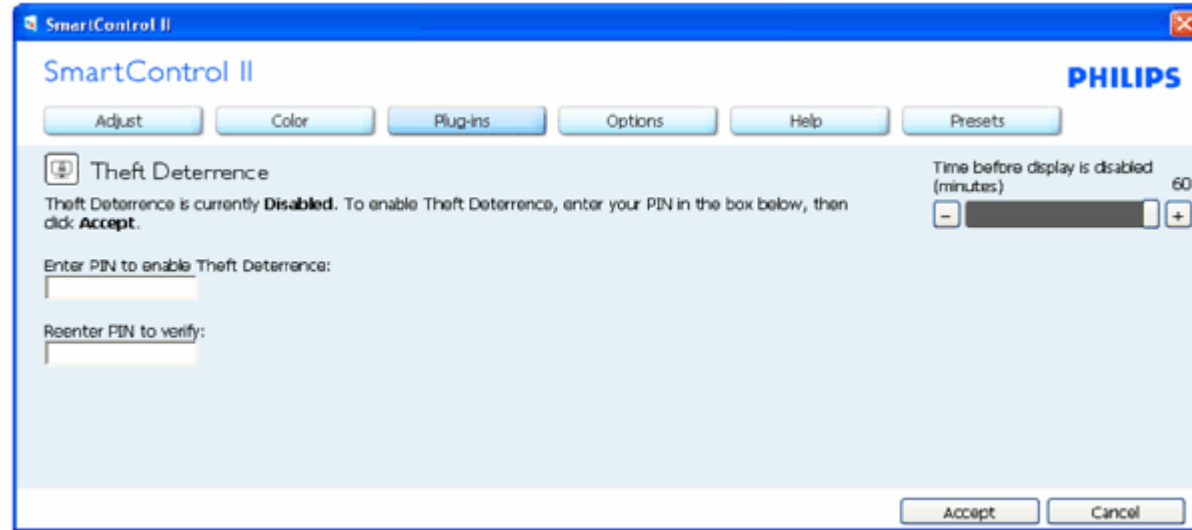 SmartControl II
SmartControl II
PHILIPS
Adjust Color Plug-ins Options Help Presets
Theft Deterrence
Theft Deterrence is currently Disabled. To enable Theft Deterrence, enter your PIN in the box below, then
click Accept.
Time before display is disabled
(minutes) 60
- +
Enter PIN to enable Theft Deterrence:
Reenter PIN to verify:
Accept Cancel